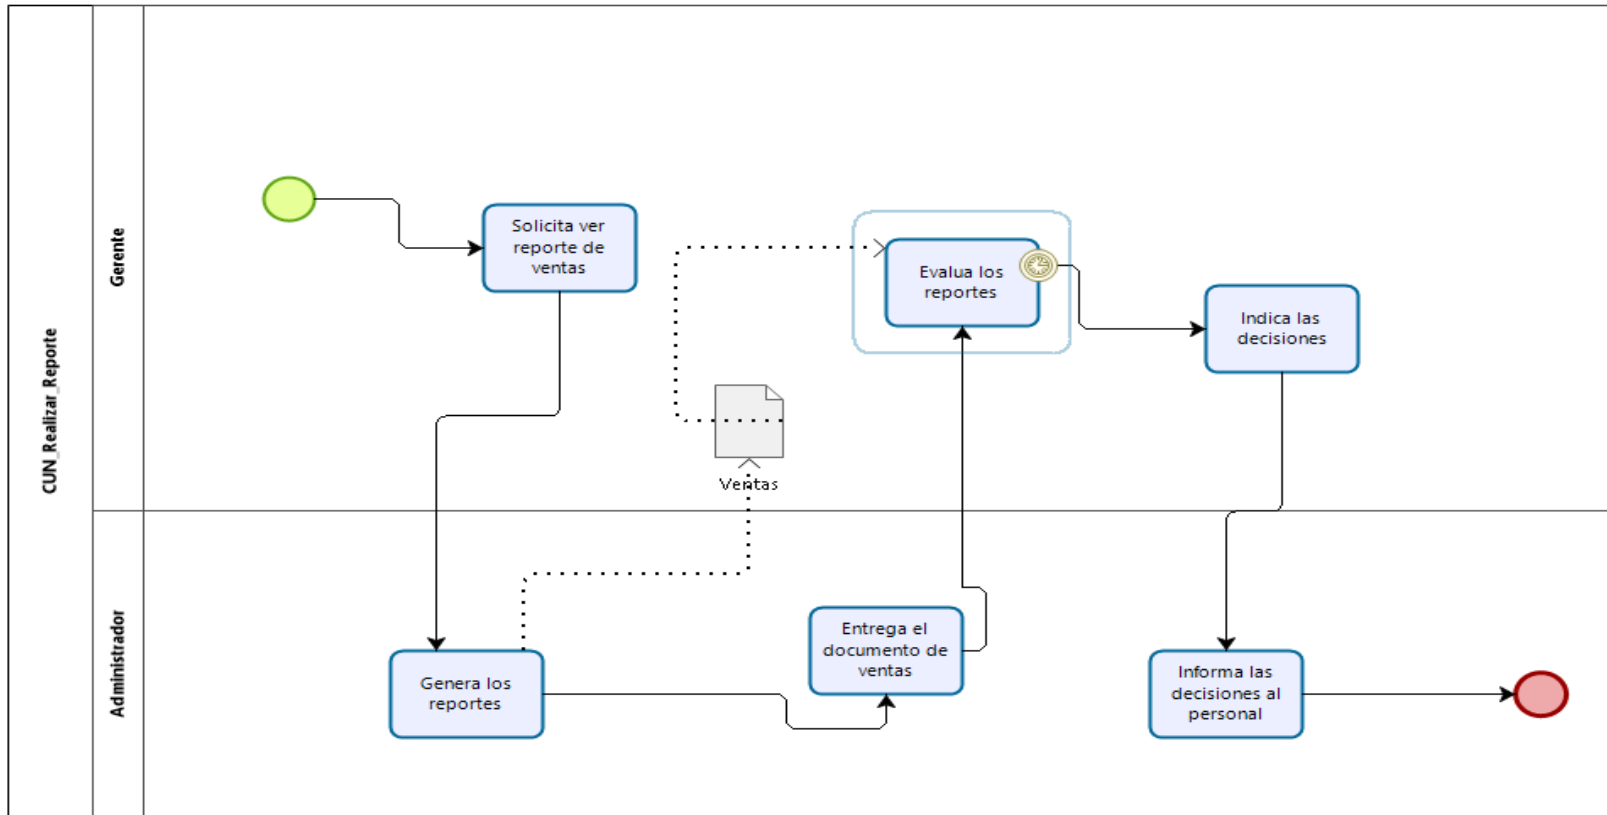 CUN_Realizar_Reporte
Gerente
Solicita ver
reporte de
ventas
Evalua los
reportes
Indica las
decisiones
Ventas
Administrador
Genera los
reportes
Entrega el
documento de
ventas
Informa las
decisiones al
personal